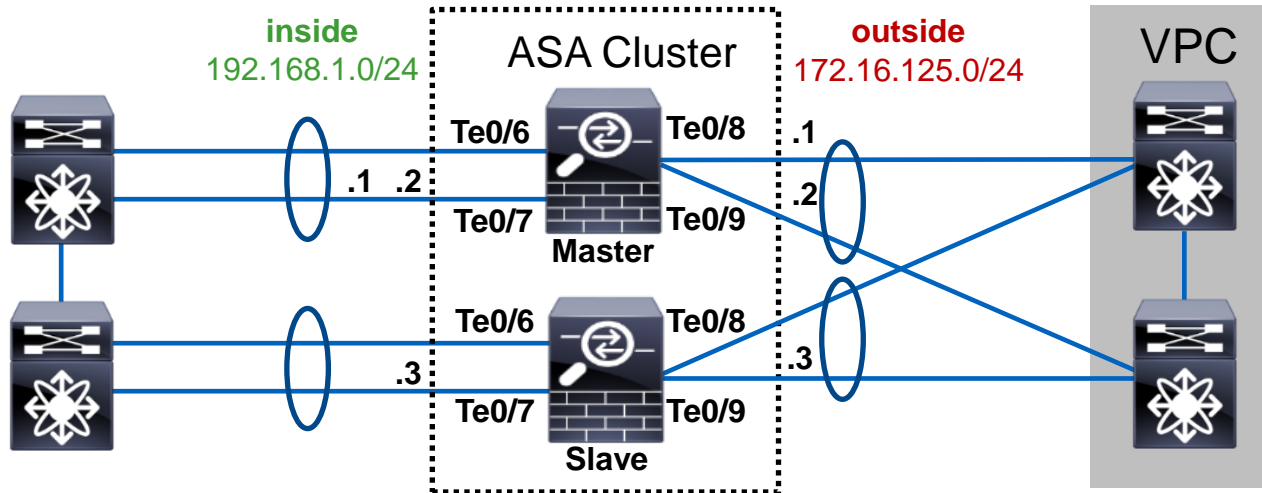 inside
192.168.1.0/24
ASA Cluster
outside
172.16.125.0/24
VPC
Te0/6
Te0/8
.1
.1 .2
.2
Te0/7
Te0/9
Master
Te0/6
Te0/8
.3
.3
Te0/7
Te0/9
Slave